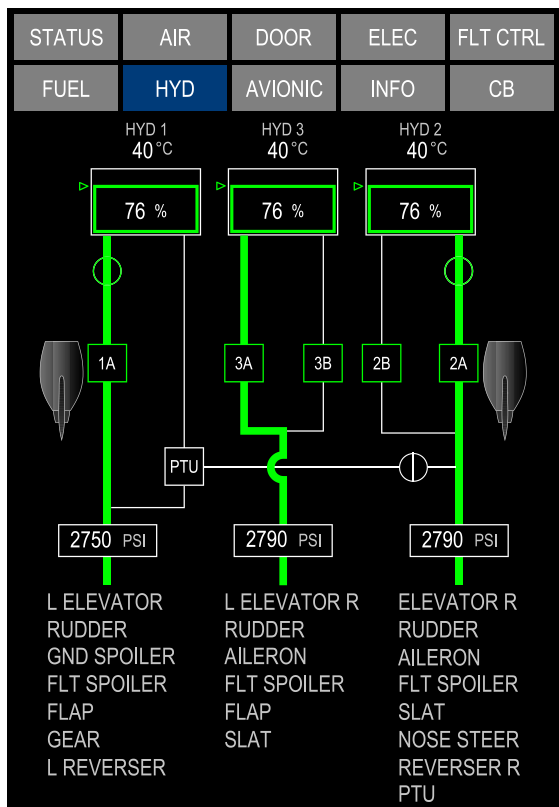 STATUS AIR DOOR ELEC FLT CTRL
FUEL HYD AVIONIC INFO CB
HYD 1 HYD 3 HYD 2
40°C 40°C 40°C
76 % 76 % 76 %
1A 3A 3B 2B 2A
PTU
2750 PSI 2790 PSI 2790 PSI
L ELEVATOR L ELEVATOR R ELEVATOR R
RUDDER RUDDER RUDDER
GND SPOILER AILERON AILERON
FLT SPOILER FLT SPOILER FLT SPOILER
FLAP FLAP SLAT
GEAR SLAT NOSE STEER
L REVERSER REVERSER R
PTU